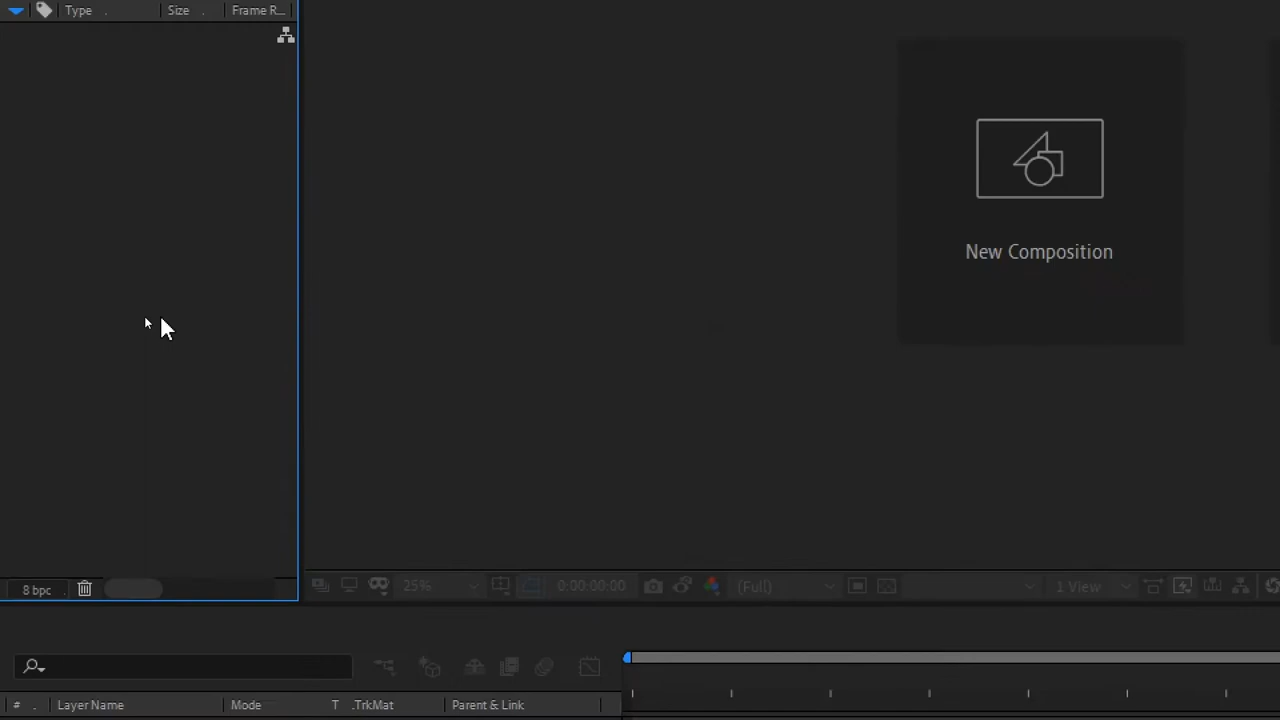 Type . Size . Frame R...
New Composition
8 bpc .
25% 0:00:00:00 (Full) 1 View
# . Layer Name Mode T .TrkMat Parent & Link